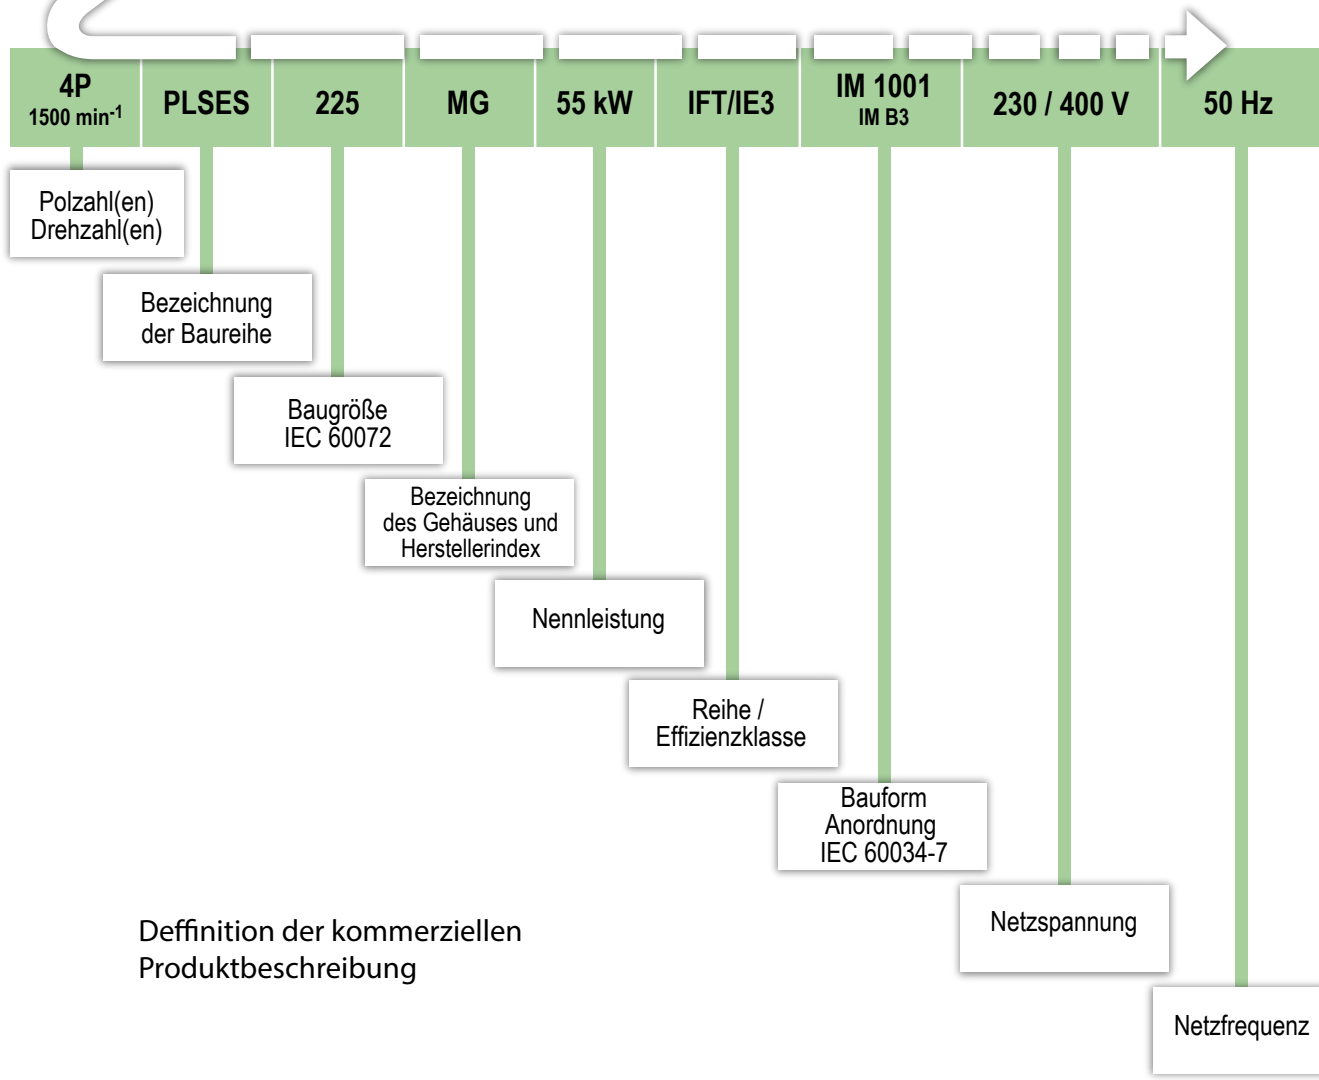 4P
1500 min-1
PLSES
225
MG
55 kW
IFT/IE3
IM 1001
IM B3
230 / 400 V
50 Hz
Polzahl(en)
Drehzahl(en)
Bezeichnung
der Baureihe
Baugröße
IEC 60072
Bezeichnung
des Gehäuses und
Herstellerindex
Nennleistung
Reihe /
Effizienzklasse
Bauform
Anordnung
IEC 60034-7
Netzspannung
Netzfrequenz
Deffinition der kommerziellen
Produktbeschreibung